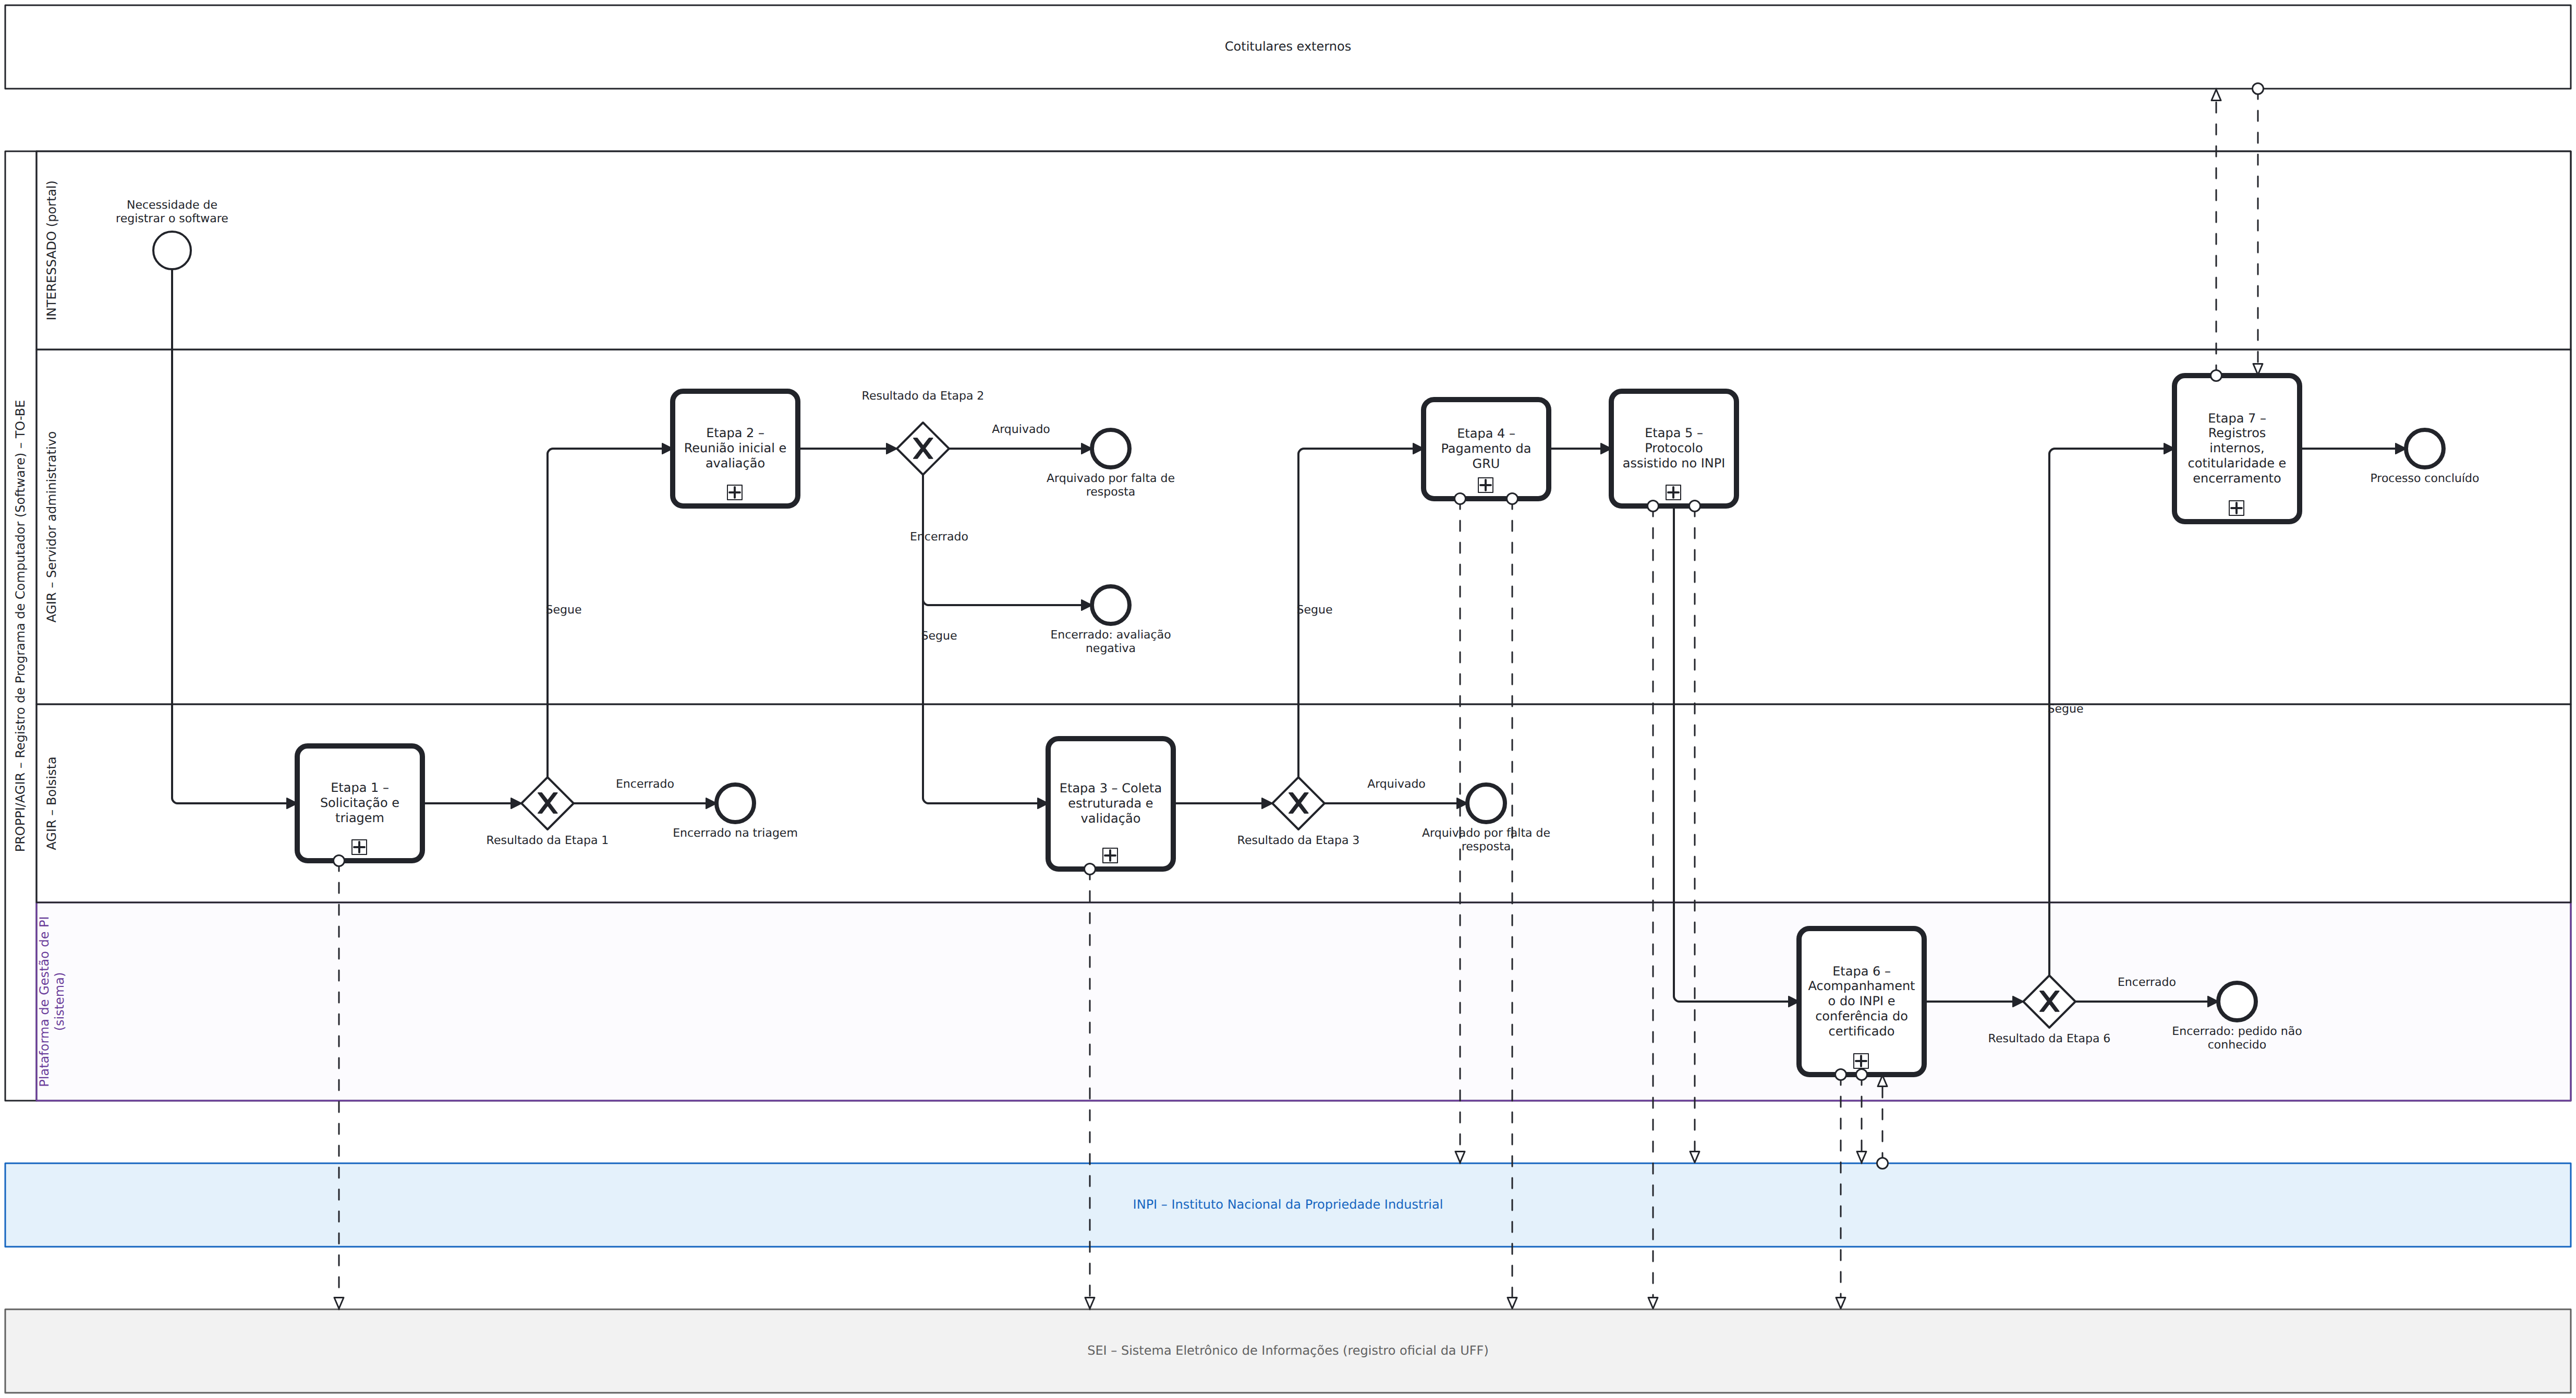 Cotitulares externos
PROPPI/AGIR – Registro de Programa de Computador (Software) – TO-BE
INTERESSADO (portal)
Necessidade de
registrar o software
AGIR – Servidor administrativo
Etapa 2 –
Reunião inicial e
avaliação
Resultado da Etapa 2
Arquivado
Arquivado por falta de
resposta
Encerrado
Encerrado: avaliação
negativa
Segue
Segue
Segue
Etapa 4 –
Pagamento da
GRU
Etapa 5 –
Protocolo
assistido no INPI
Etapa 7 –
Registros
internos,
cotitularidade e
encerramento
Processo concluído
Segue
AGIR – Bolsista
Etapa 1 –
Solicitação e
triagem
Resultado da Etapa 1
Encerrado
Encerrado na triagem
Etapa 3 – Coleta
estruturada e
validação
Resultado da Etapa 3
Arquivado
Arquivado por falta de
resposta
Plataforma de Gestão de PI
(sistema)
Etapa 6 –
Acompanhament
o do INPI e
conferência do
certificado
Resultado da Etapa 6
Encerrado
Encerrado: pedido não
conhecido
INPI – Instituto Nacional da Propriedade Industrial
SEI – Sistema Eletrônico de Informações (registro oficial da UFF)